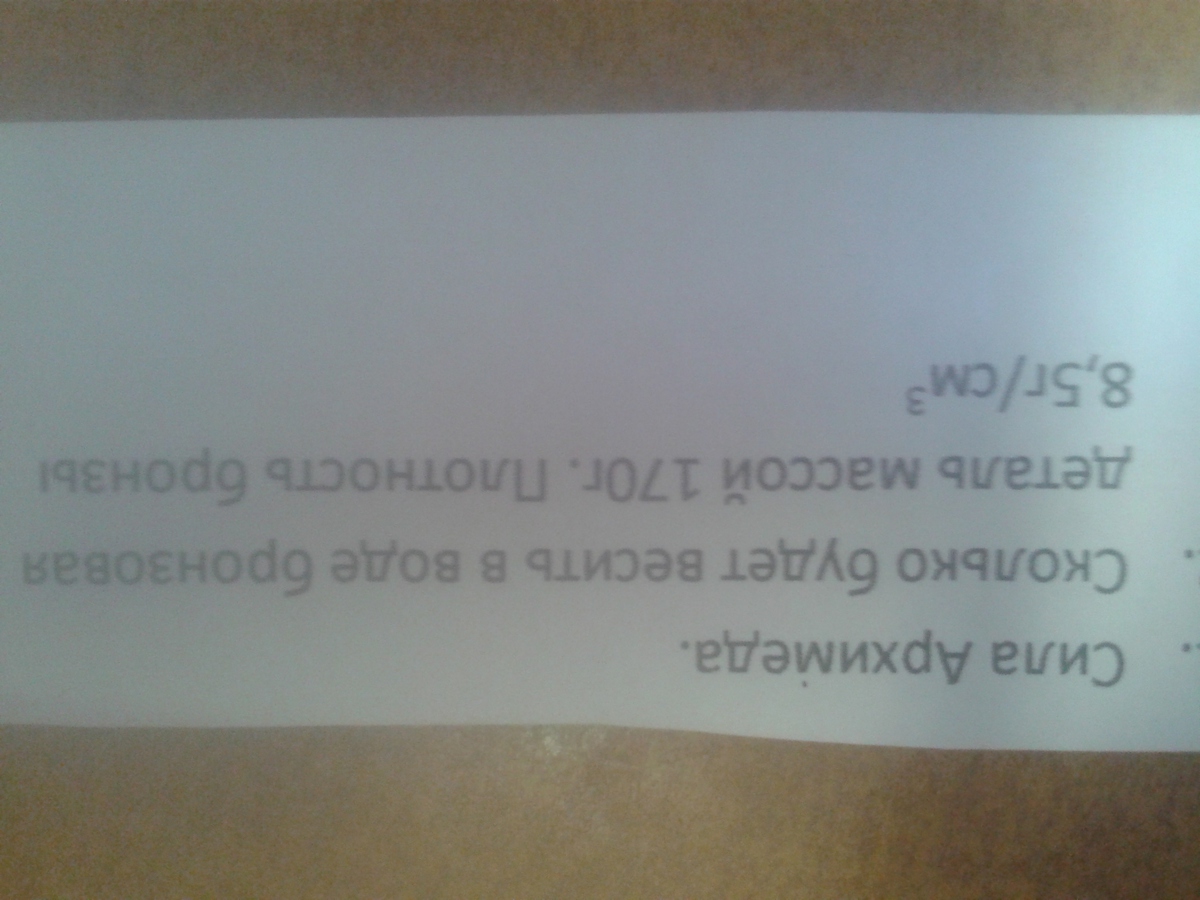 . Сила Архимеда.
. Сколько будет весить в воде бронзовая
деталь массой 170г. Плотность бронзы
8,5г/см³